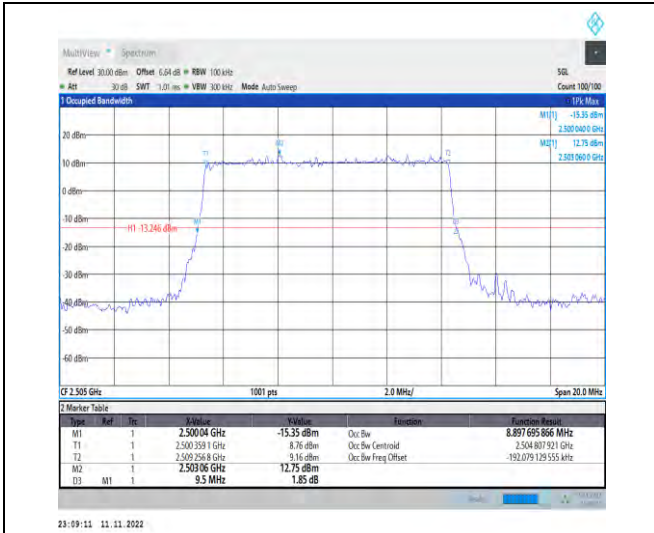 MultiView Spectrum
Ref Level 30.00 dBm Offset 6.64 dB RBW 100 kHz SGL
Att 30 dB SWT 1.01 ms VBW 300 kHz Mode Auto Sweep Count 100/100
1 Occupied Bandwidth 1Pk Max
M1[1] -15.35 dBm
2.500 040 0 GHz
M2[1] 12.75 dBm
2.503 060 0 GHz
20 dBm
T1 M2 T2
10 dBm
0 dBm
-10 dBm
M1
H1 -13.246 dBm
-20 dBm
-30 dBm
-40 dBm
-50 dBm
-60 dBm
CF 2.505 GHz 1001 pts 2.0 MHz/ Span 20.0 MHz
2 Marker Table
Type Ref Trc X-Value Y-Value Function Function Result
M1 1 2.50004 GHz -15.35 dBm Occ Bw 8.897 695 866 MHz
T1 1 2.500 359 1 GHz 8.76 dBm Occ Bw Centroid 2.504 807 921 GHz
T2 1 2.509 256 8 GHz 9.16 dBm Occ Bw Freq Offset -192.079 129 555 kHz
M2 1 2.50306 GHz 12.75 dBm
D3 M1 1 9.5 MHz 1.85 dB
23:09:11 11.11.2022